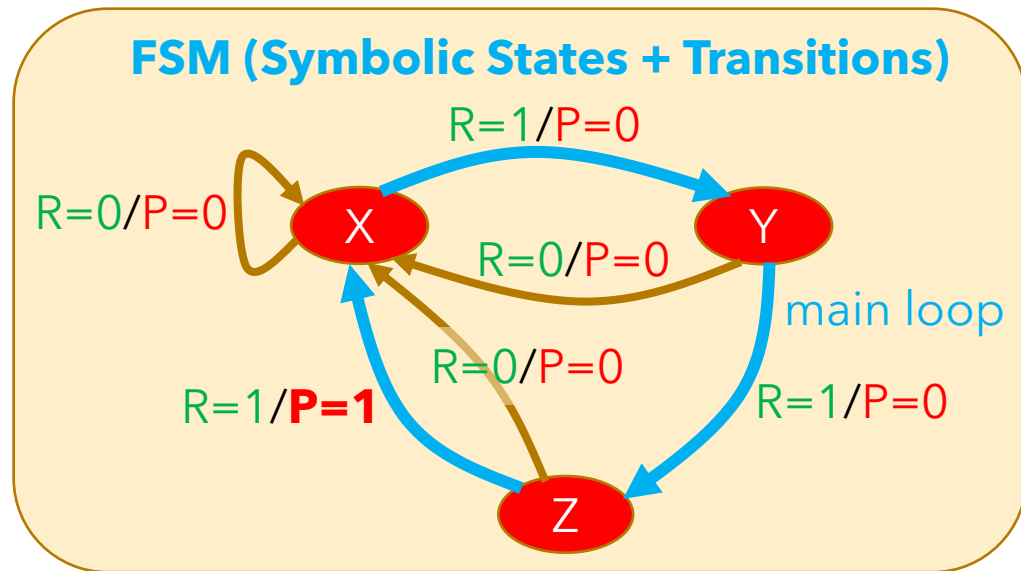 FSM (Symbolic States + Transitions)
R=1/P=0
R=0/P=0
X
Y
R=0/P=0
main loop
R=0/P=0
R=1/P=1
R=1/P=0
Z